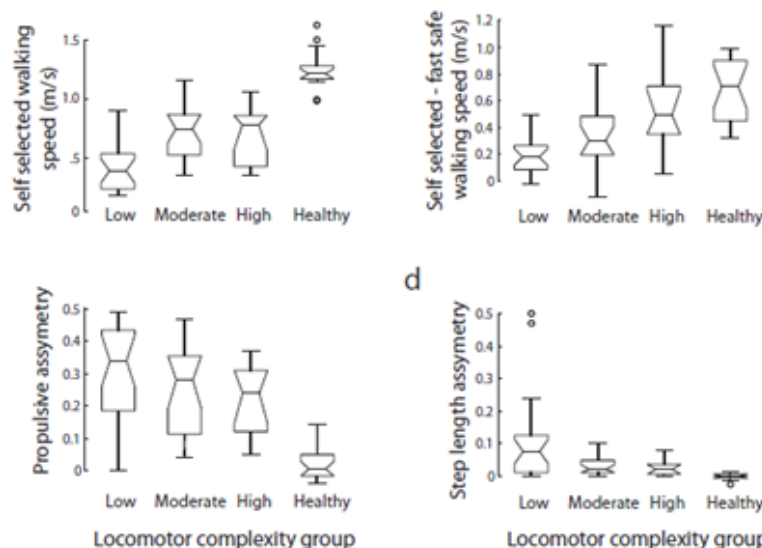 Self selected walking
speed (m/s)
1.5
1.0
.5
0
Low Moderate High Healthy
Self selected - fast safe
walking speed (m/s)
1.2
1.0
0.8
0.6
0.4
0.2
0
Low Moderate High Healthy
Propulsive assymetry
0.5
0.4
0.3
0.2
0.1
0
Low Moderate High Healthy
Locomotor complexity group
d
Step length assymetry
0.5
0.4
0.3
0.2
0.1
0
Low Moderate High Healthy
Locomotor complexity group